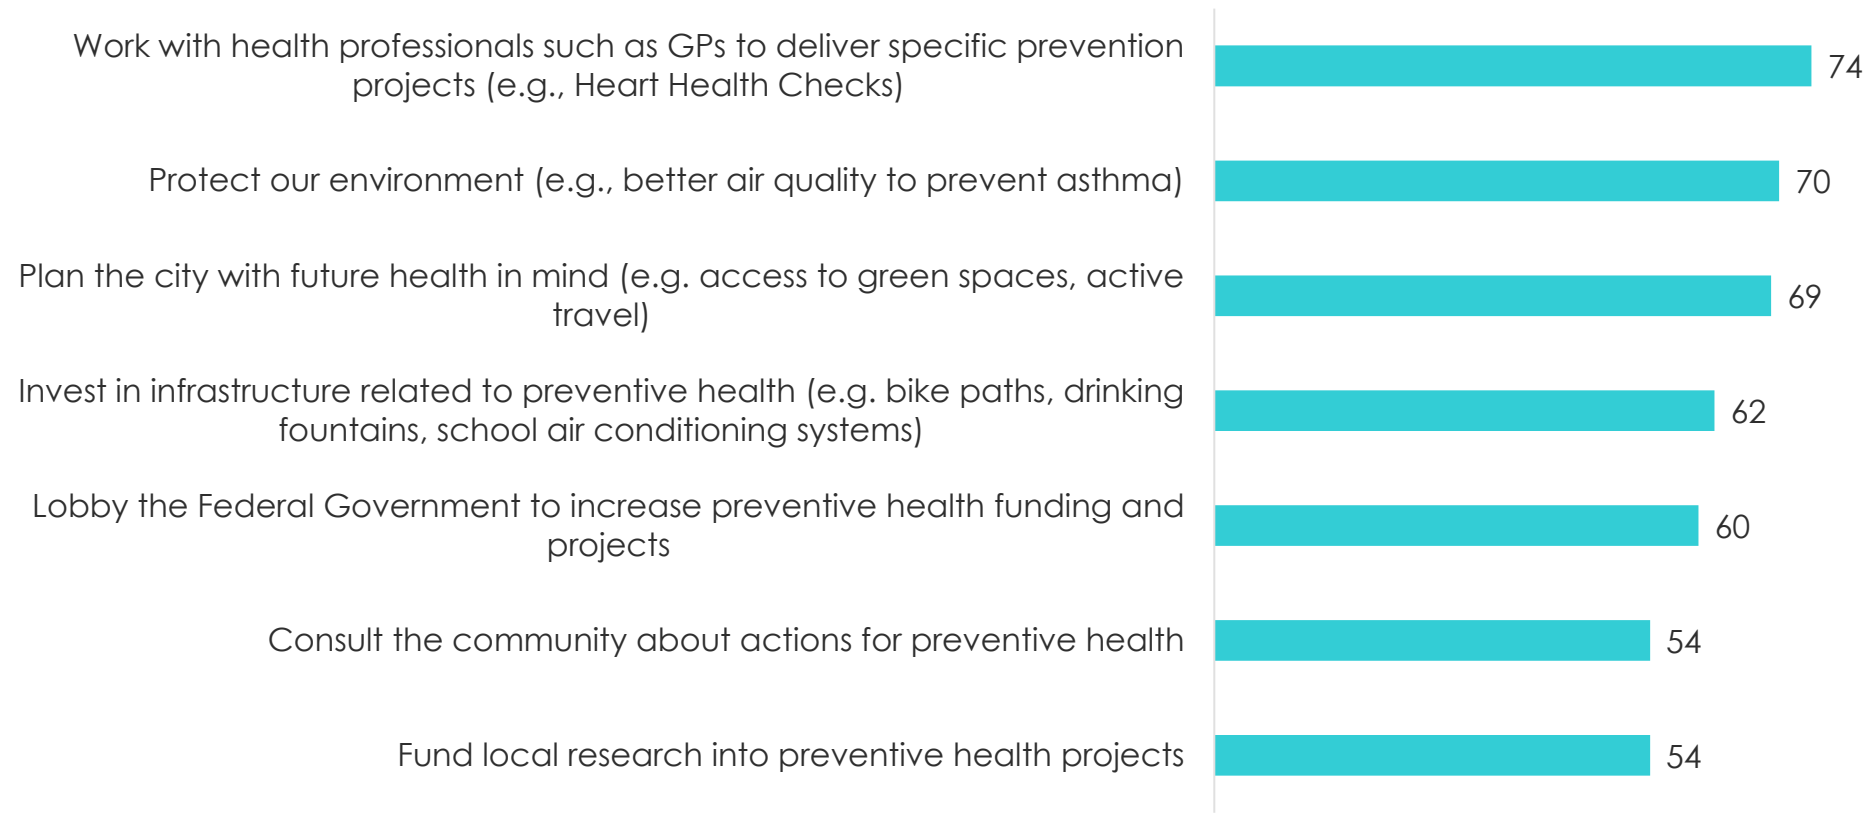 Work with health professionals such as GPs to deliver specific prevention
projects (e.g., Heart Health Checks)
74
Protect our environment (e.g., better air quality to prevent asthma)
70
Plan the city with future health in mind (e.g. access to green spaces, active
travel)
69
Invest in infrastructure related to preventive health (e.g. bike paths, drinking
fountains, school air conditioning systems)
62
Lobby the Federal Government to increase preventive health funding and
projects
60
Consult the community about actions for preventive health
54
Fund local research into preventive health projects
54